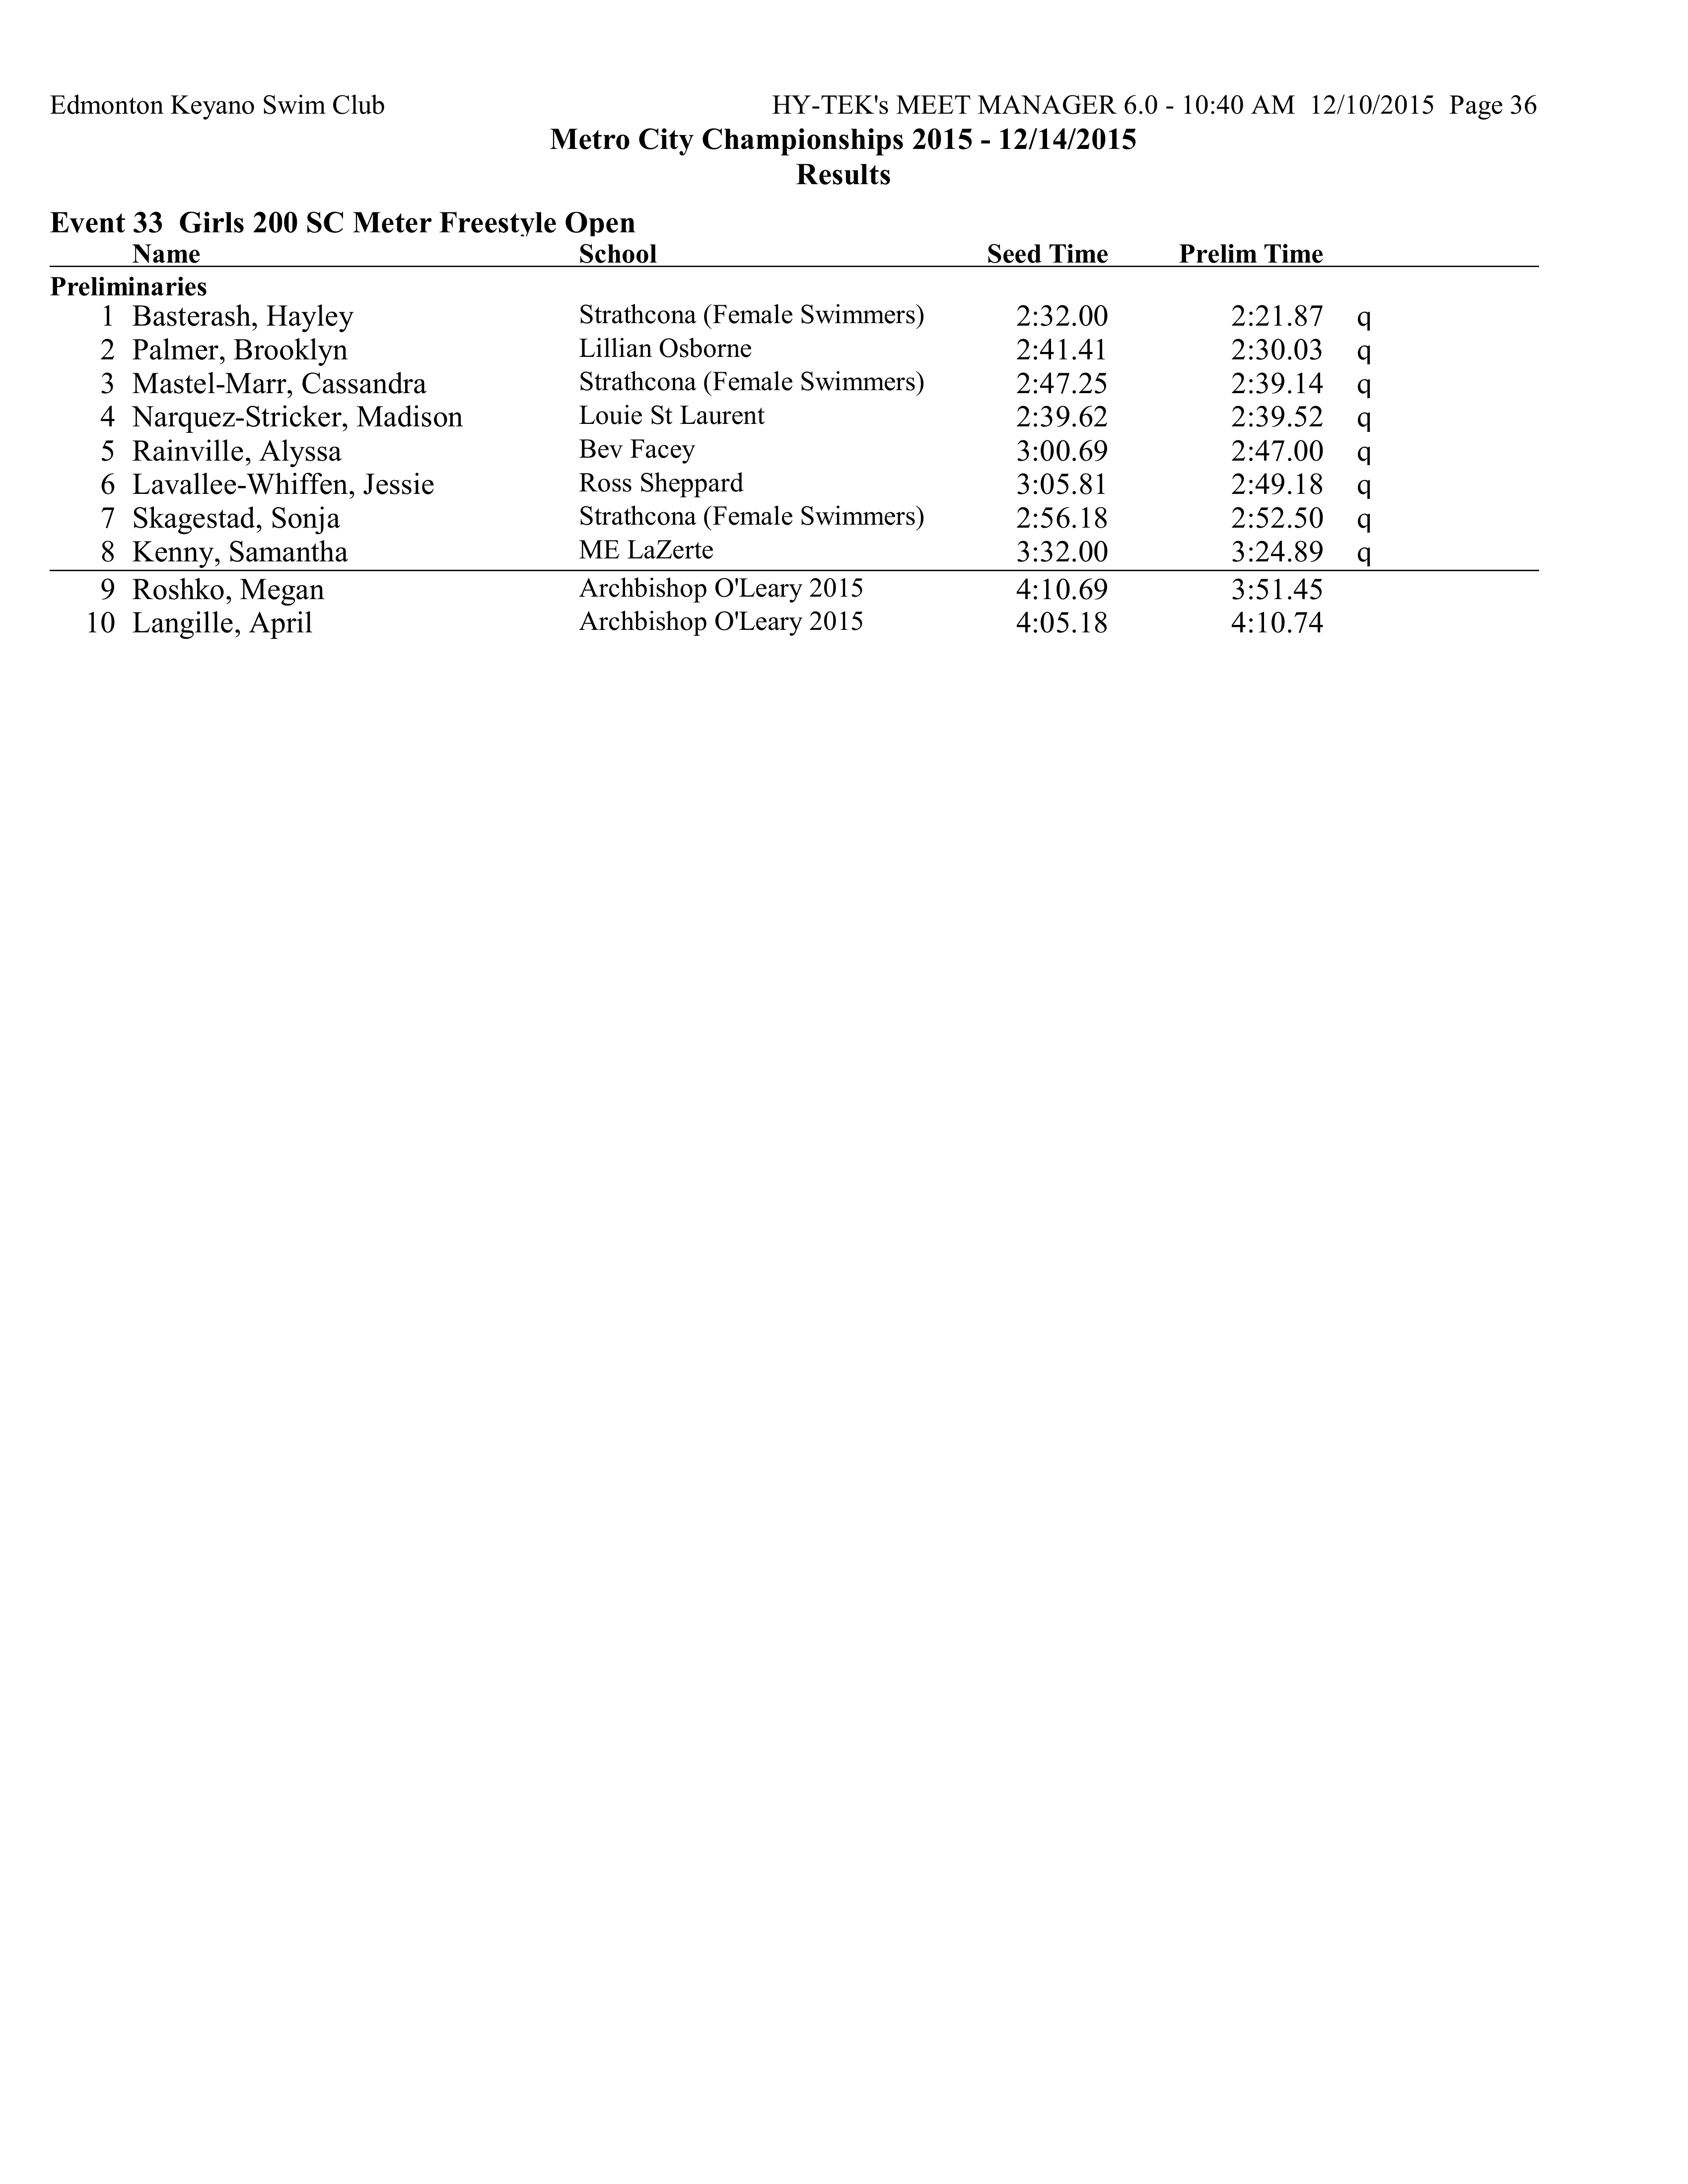 Edmonton Keyano Swim Club HY-TEK's MEET MANAGER 6.0 - 10:40 AM 12/10/2015 Page 36
Metro City Championships 2015 - 12/14/2015
Results
Event 33 Girls 200 SC Meter Freestyle Open
Name School Seed Time Prelim Time
Preliminaries
1 Basterash, Hayley Strathcona (Female Swimmers) 2:32.00 2:21.87 q
2 Palmer, Brooklyn Lillian Osborne 2:41.41 2:30.03 q
3 Mastel-Marr, Cassandra Strathcona (Female Swimmers) 2:47.25 2:39.14 q
4 Narquez-Stricker, Madison Louie St Laurent 2:39.62 2:39.52 q
5 Rainville, Alyssa Bev Facey 3:00.69 2:47.00 q
6 Lavallee-Whiffen, Jessie Ross Sheppard 3:05.81 2:49.18 q
7 Skagestad, Sonja Strathcona (Female Swimmers) 2:56.18 2:52.50 q
8 Kenny, Samantha ME LaZerte 3:32.00 3:24.89 q
9 Roshko, Megan Archbishop O'Leary 2015 4:10.69 3:51.45
10 Langille, April Archbishop O'Leary 2015 4:05.18 4:10.74